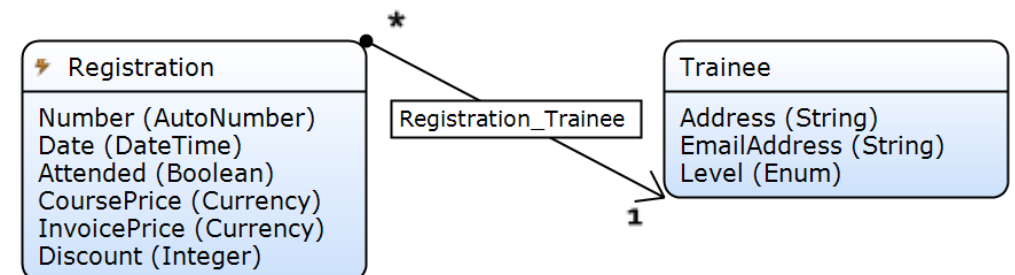 *
Registration
Number (AutoNumber)
Date (DateTime)
Attended (Boolean)
CoursePrice (Currency)
InvoicePrice (Currency)
Discount (Integer)
Registration_Trainee
1
Trainee
Address (String)
EmailAddress (String)
Level (Enum)